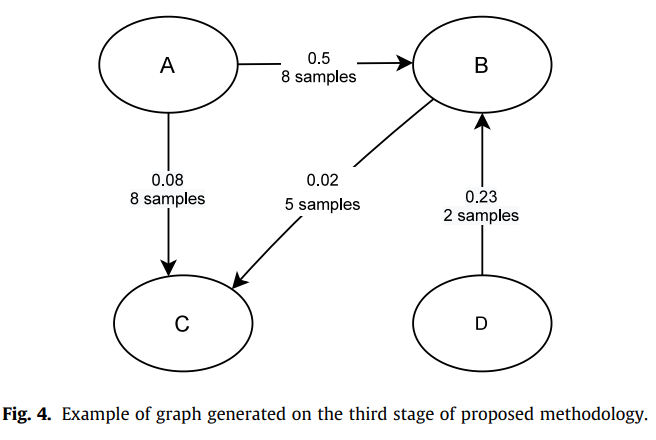 A
0.5
8 samples
B
0.08
8 samples
0.02
5 samples
0.23
2 samples
C
D
Fig. 4. Example of graph generated on the third stage of proposed methodology.